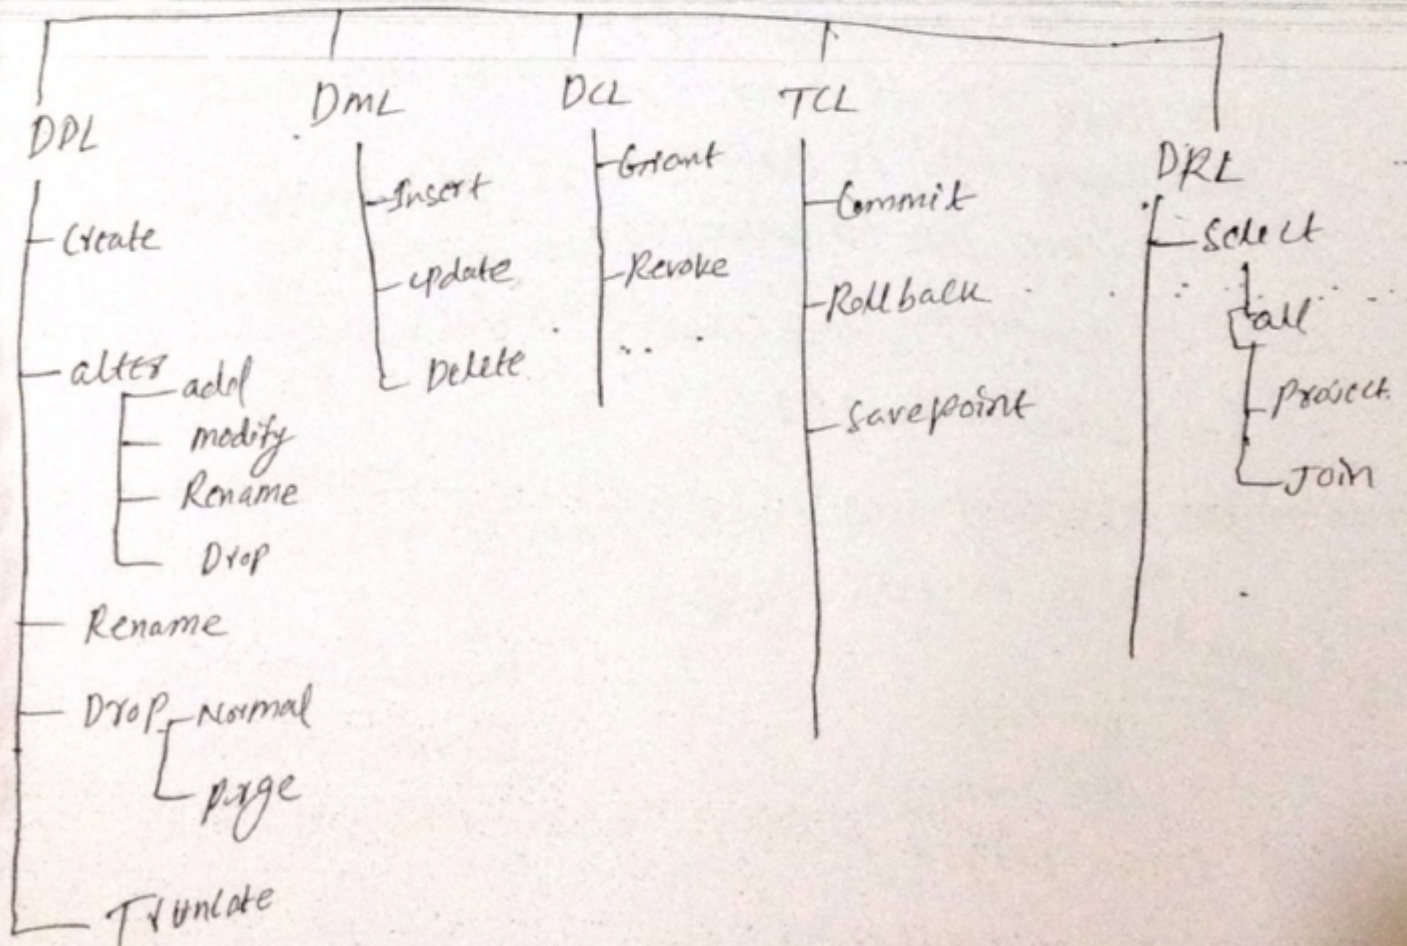 DDL
Create
alter
add
modify
Rename
Drop
Rename
Drop
Normal
purge
Truncate
DML
Insert
update
Delete
DCL
Grant
Revoke
TCL
Commit
Rollback
Savepoint
DRL
Select
all
Project
Join